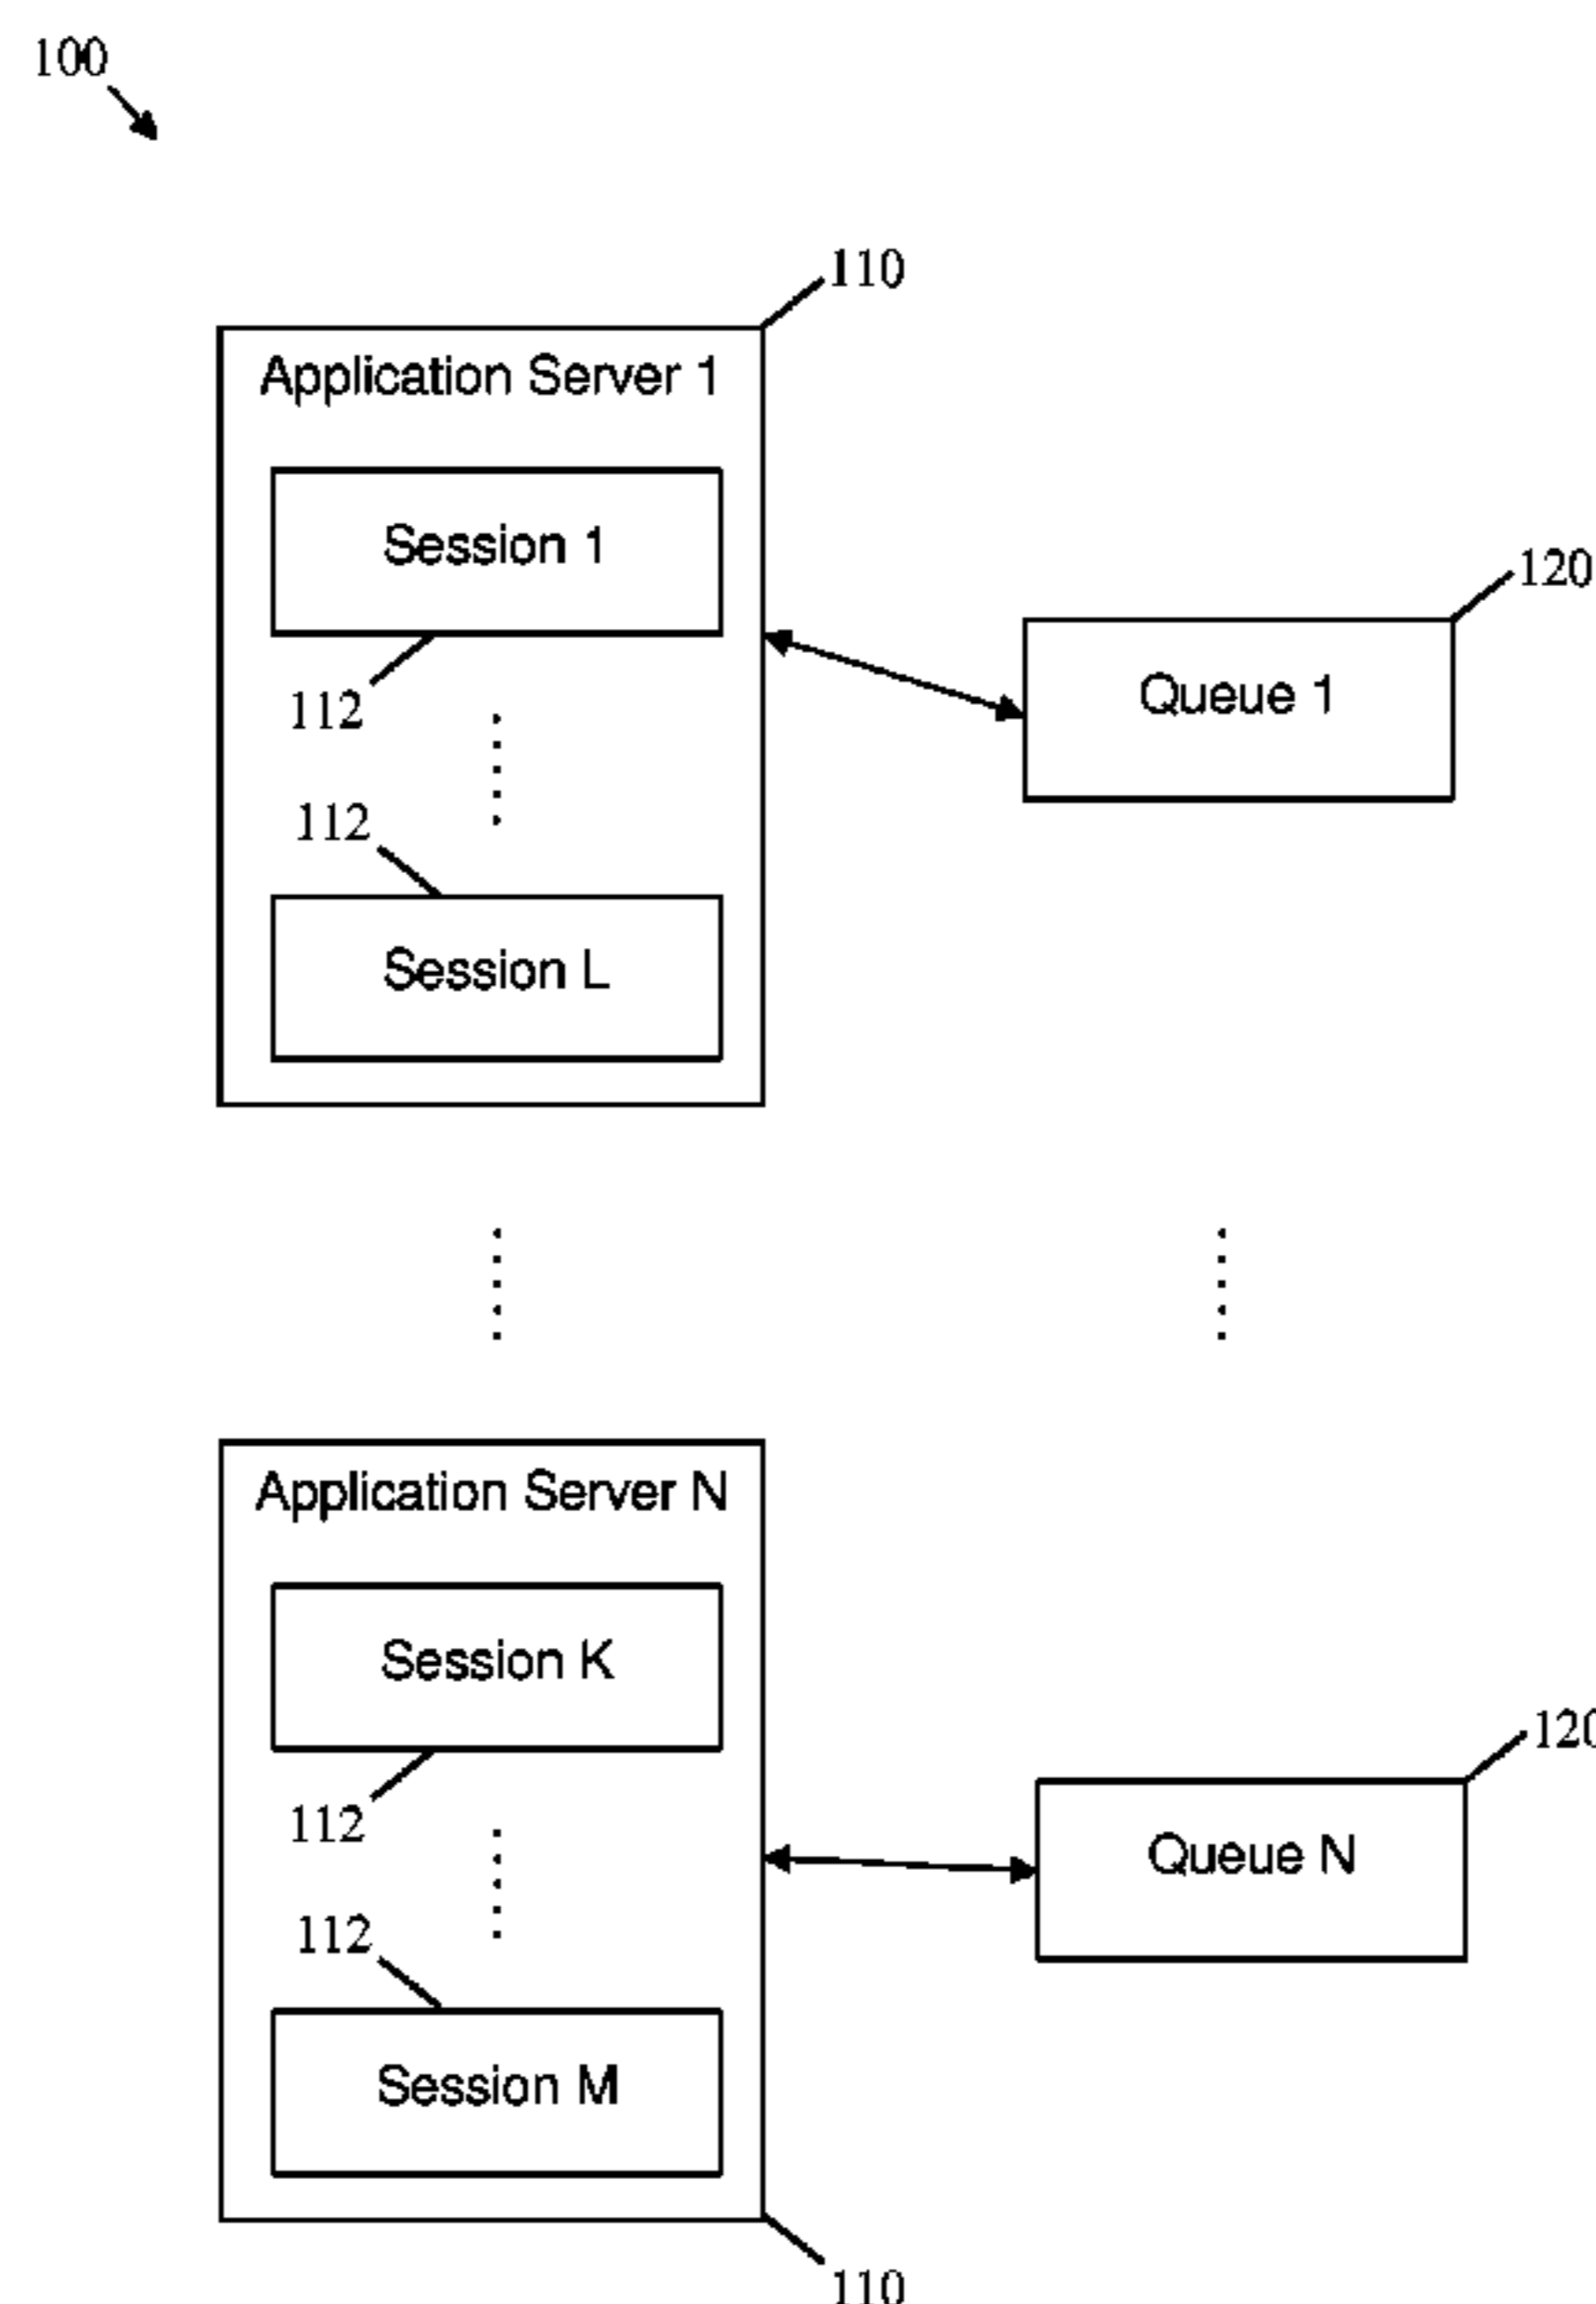 100
110
Application Server 1
Session 1
120
Queue 1
112
112
Session L
Application Server N
Session K
120
112
Queue N
112
Session M
110